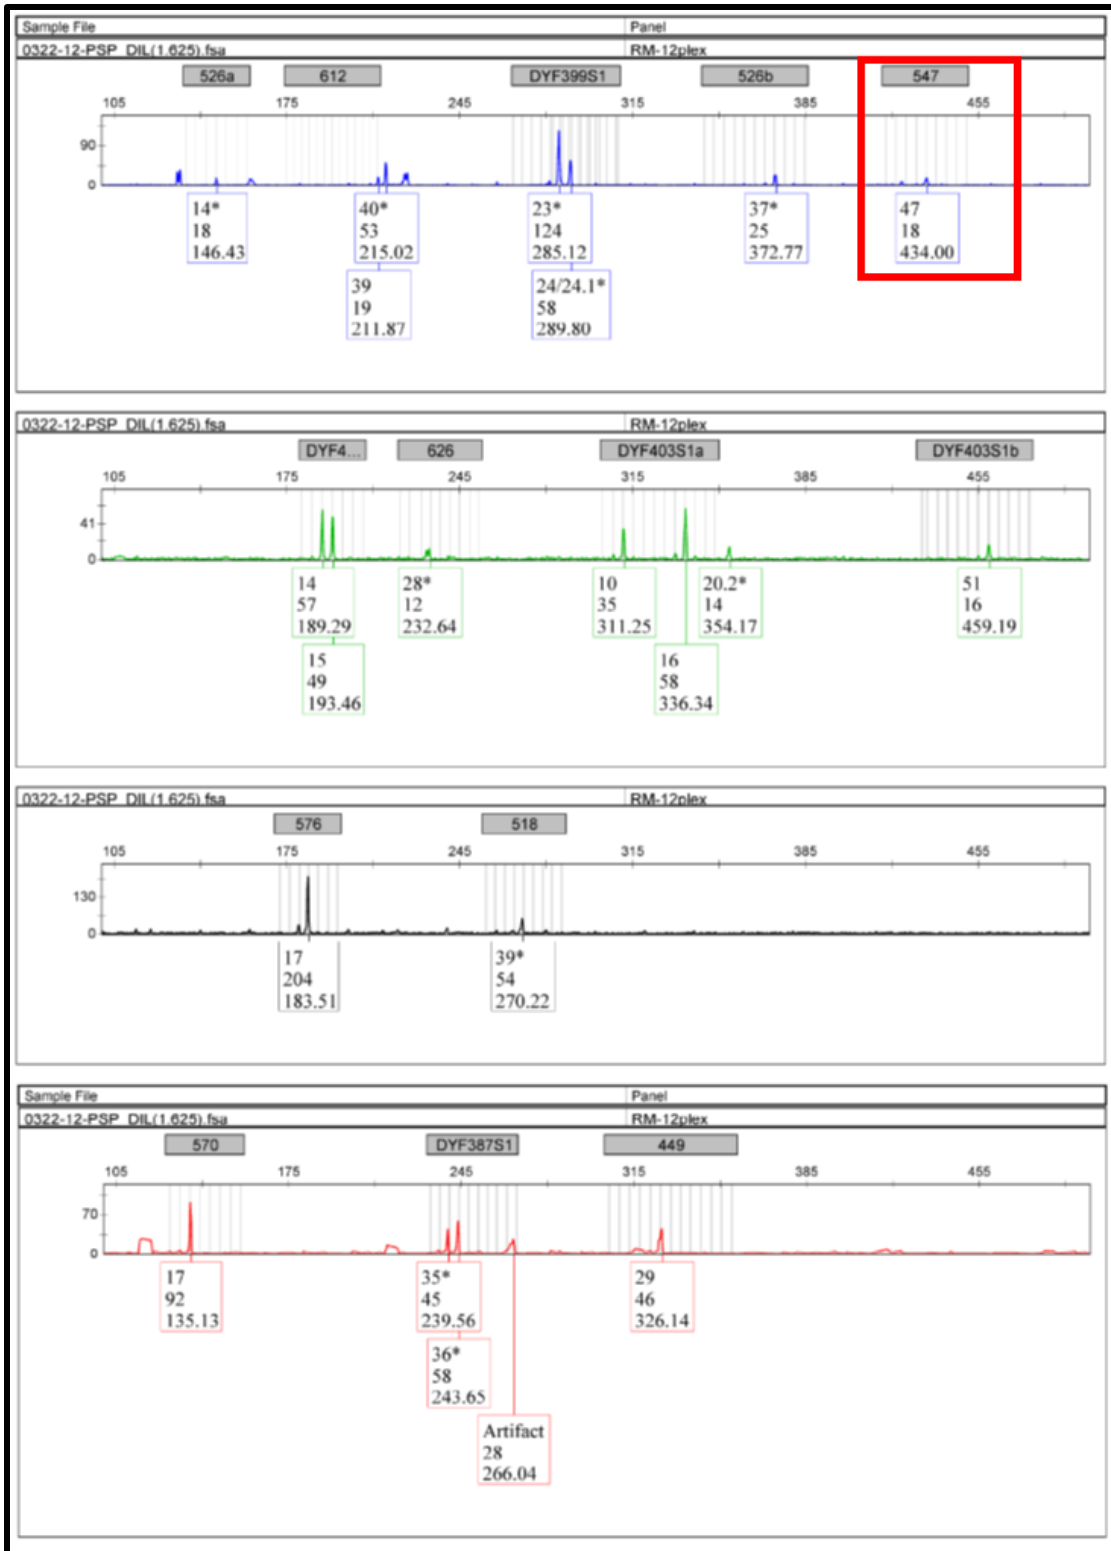 Sample File Panel
0322-12-PSP_DIL(1.625).fsa RM-12plex
526a 612 DYF399S1 526b 547
105 175 245 315 385 455
90
0
14* 40* 23* 37* 47
18 53 124 25 18
146.43 215.02 285.12 372.77 434.00
39 24/24.1*
19 58
211.87 289.80
0322-12-PSP_DIL(1.625).fsa RM-12plex
DYF4... 626 DYF403S1a DYF403S1b
105 175 245 315 385 455
41
0
14 28* 10 20.2* 51
57 12 35 14 16
189.29 232.64 311.25 354.17 459.19
15 16
49 58
193.46 336.34
0322-12-PSP_DIL(1.625).fsa RM-12plex
576 518
105 175 245 315 385 455
130
0
17 39*
204 54
183.51 270.22
Sample File Panel
0322-12-PSP_DIL(1.625).fsa RM-12plex
570 DYF387S1 449
105 175 245 315 385 455
70
0
17 35* 29
92 45 46
135.13 239.56 326.14
36*
58
243.65
Artifact
28
266.04